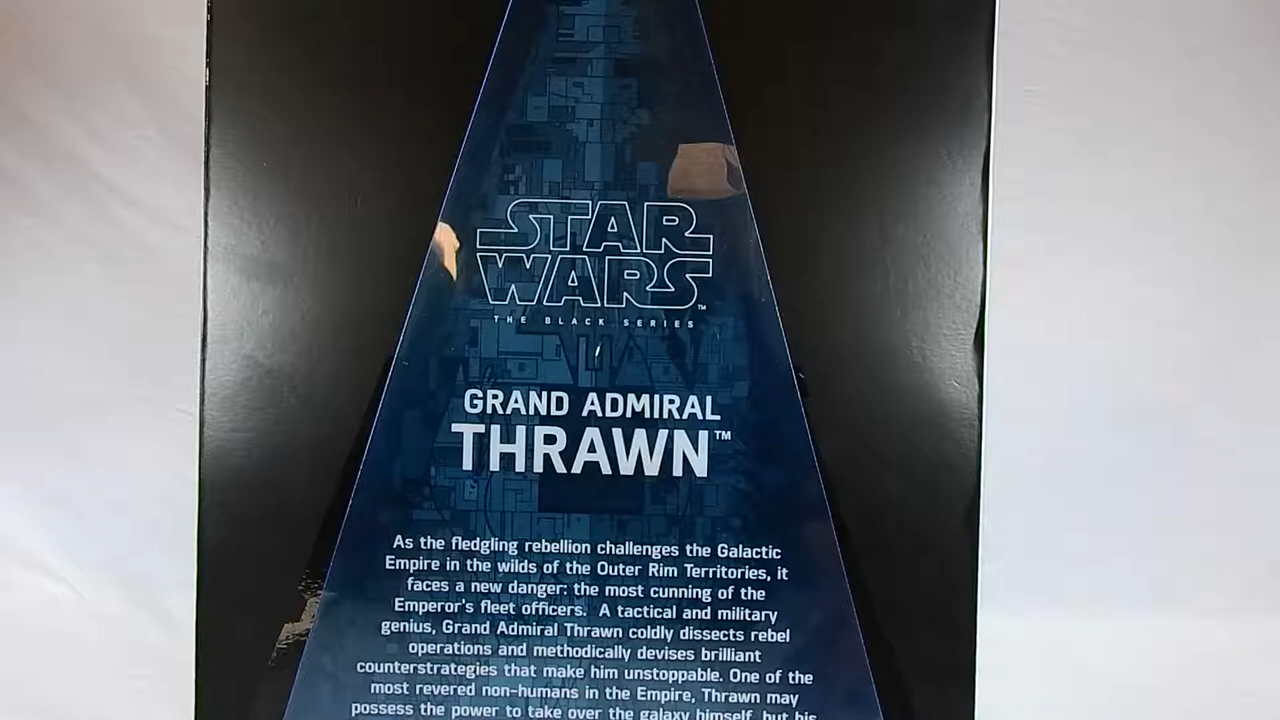 STAR
WARS™
THE BLACK SERIES
GRAND ADMIRAL
THRAWN™
As the fledgling rebellion challenges the Galactic
Empire in the wilds of the Outer Rim Territories, it
faces a new danger: the most cunning of the
Emperor's fleet officers. A tactical and military
genius, Grand Admiral Thrawn coldly dissects rebel
operations and methodically devises brilliant
counterstrategies that make him unstoppable. One of the
most revered non-humans in the Empire, Thrawn may
possess the power to take over the galaxy himself, but his